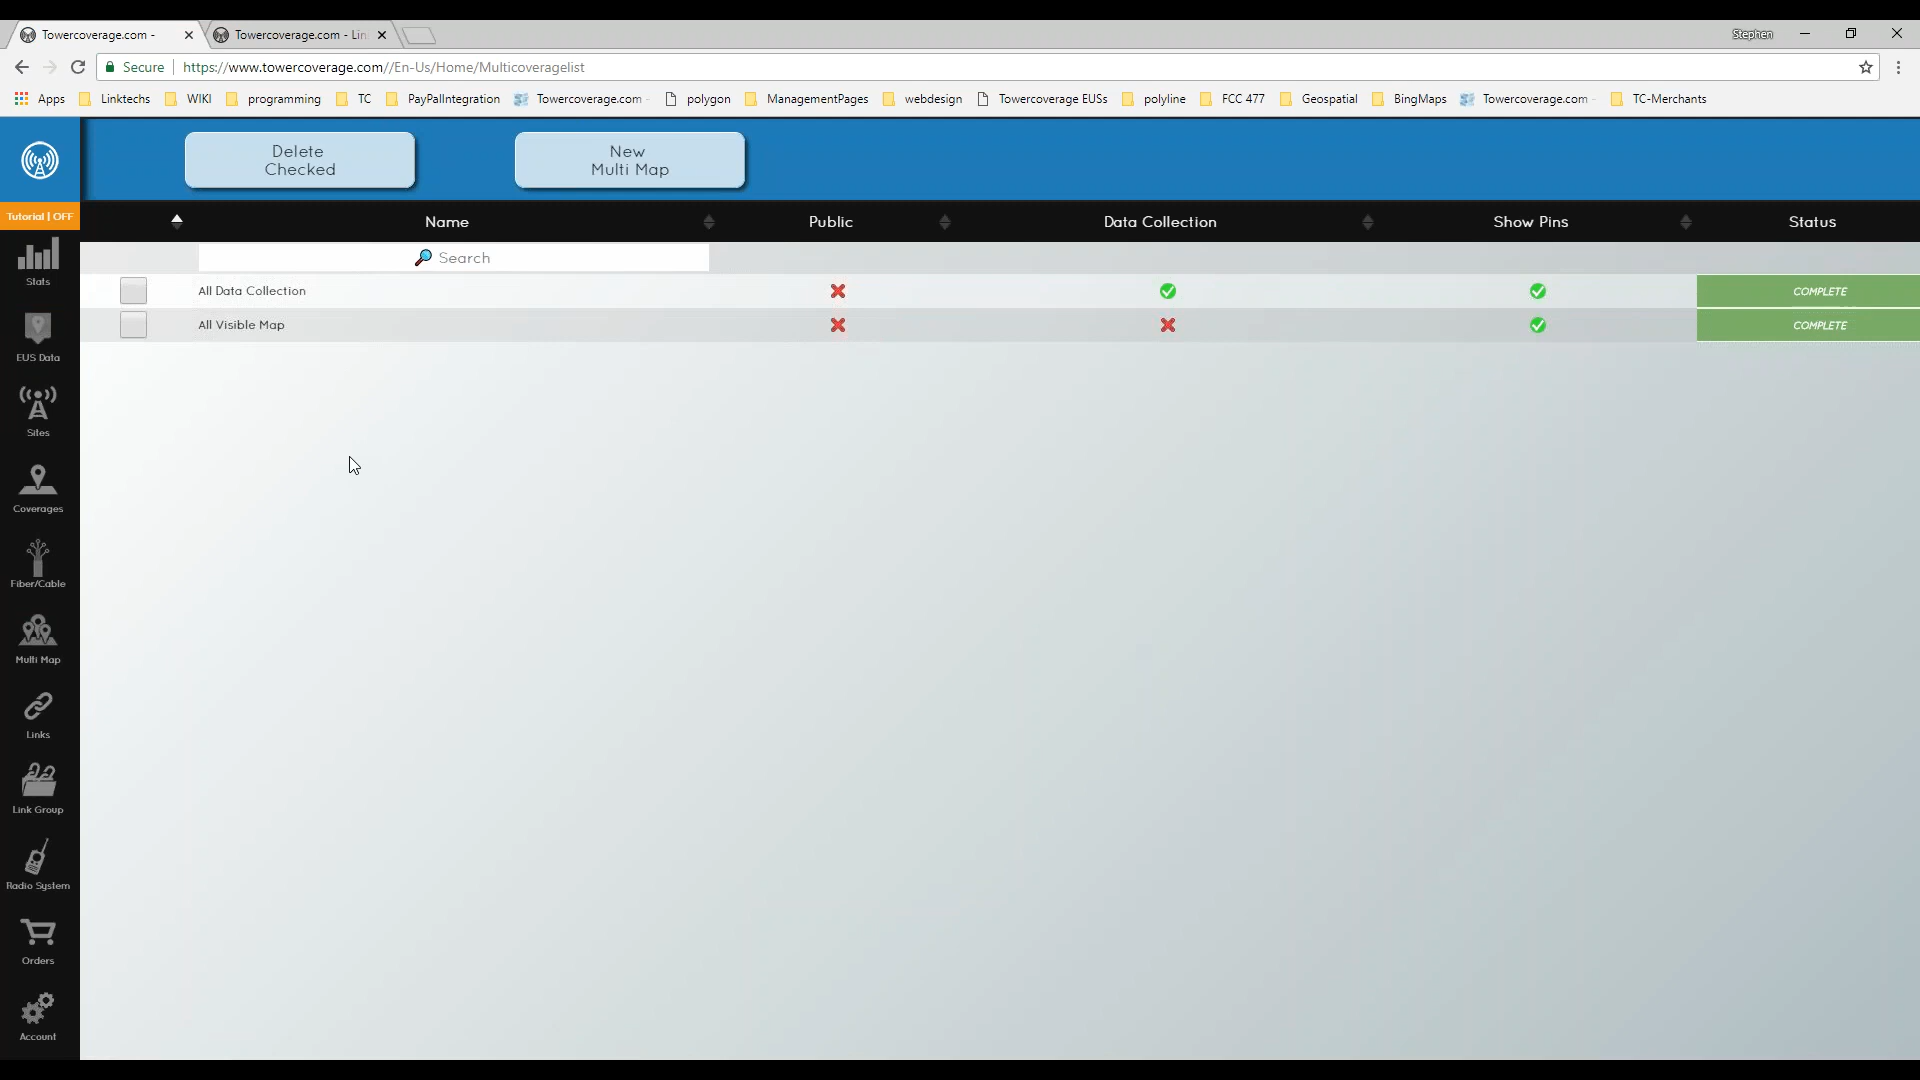 Towercoverage.com -
Towercoverage.com - Lin
Stephen
Secure
https://www.towercoverage.com//En-Us/Home/Multicoveragelist
Apps
Linktechs
WIKI
programming
TC
PayPalIntegration
Towercoverage.com -
polygon
ManagementPages
webdesign
Towercoverage EUSs
polyline
FCC 477
Geospatial
BingMaps
Towercoverage.com -
TC-Merchants
Delete
Checked
New
Multi Map
Tutorial | OFF
Name
Public
Data Collection
Show Pins
Status
Search
All Data Collection
COMPLETE
All Visible Map
COMPLETE
Stats
EUS Data
Sites
Coverages
Fiber/Cable
Multi Map
Links
Link Group
Radio System
Orders
Account